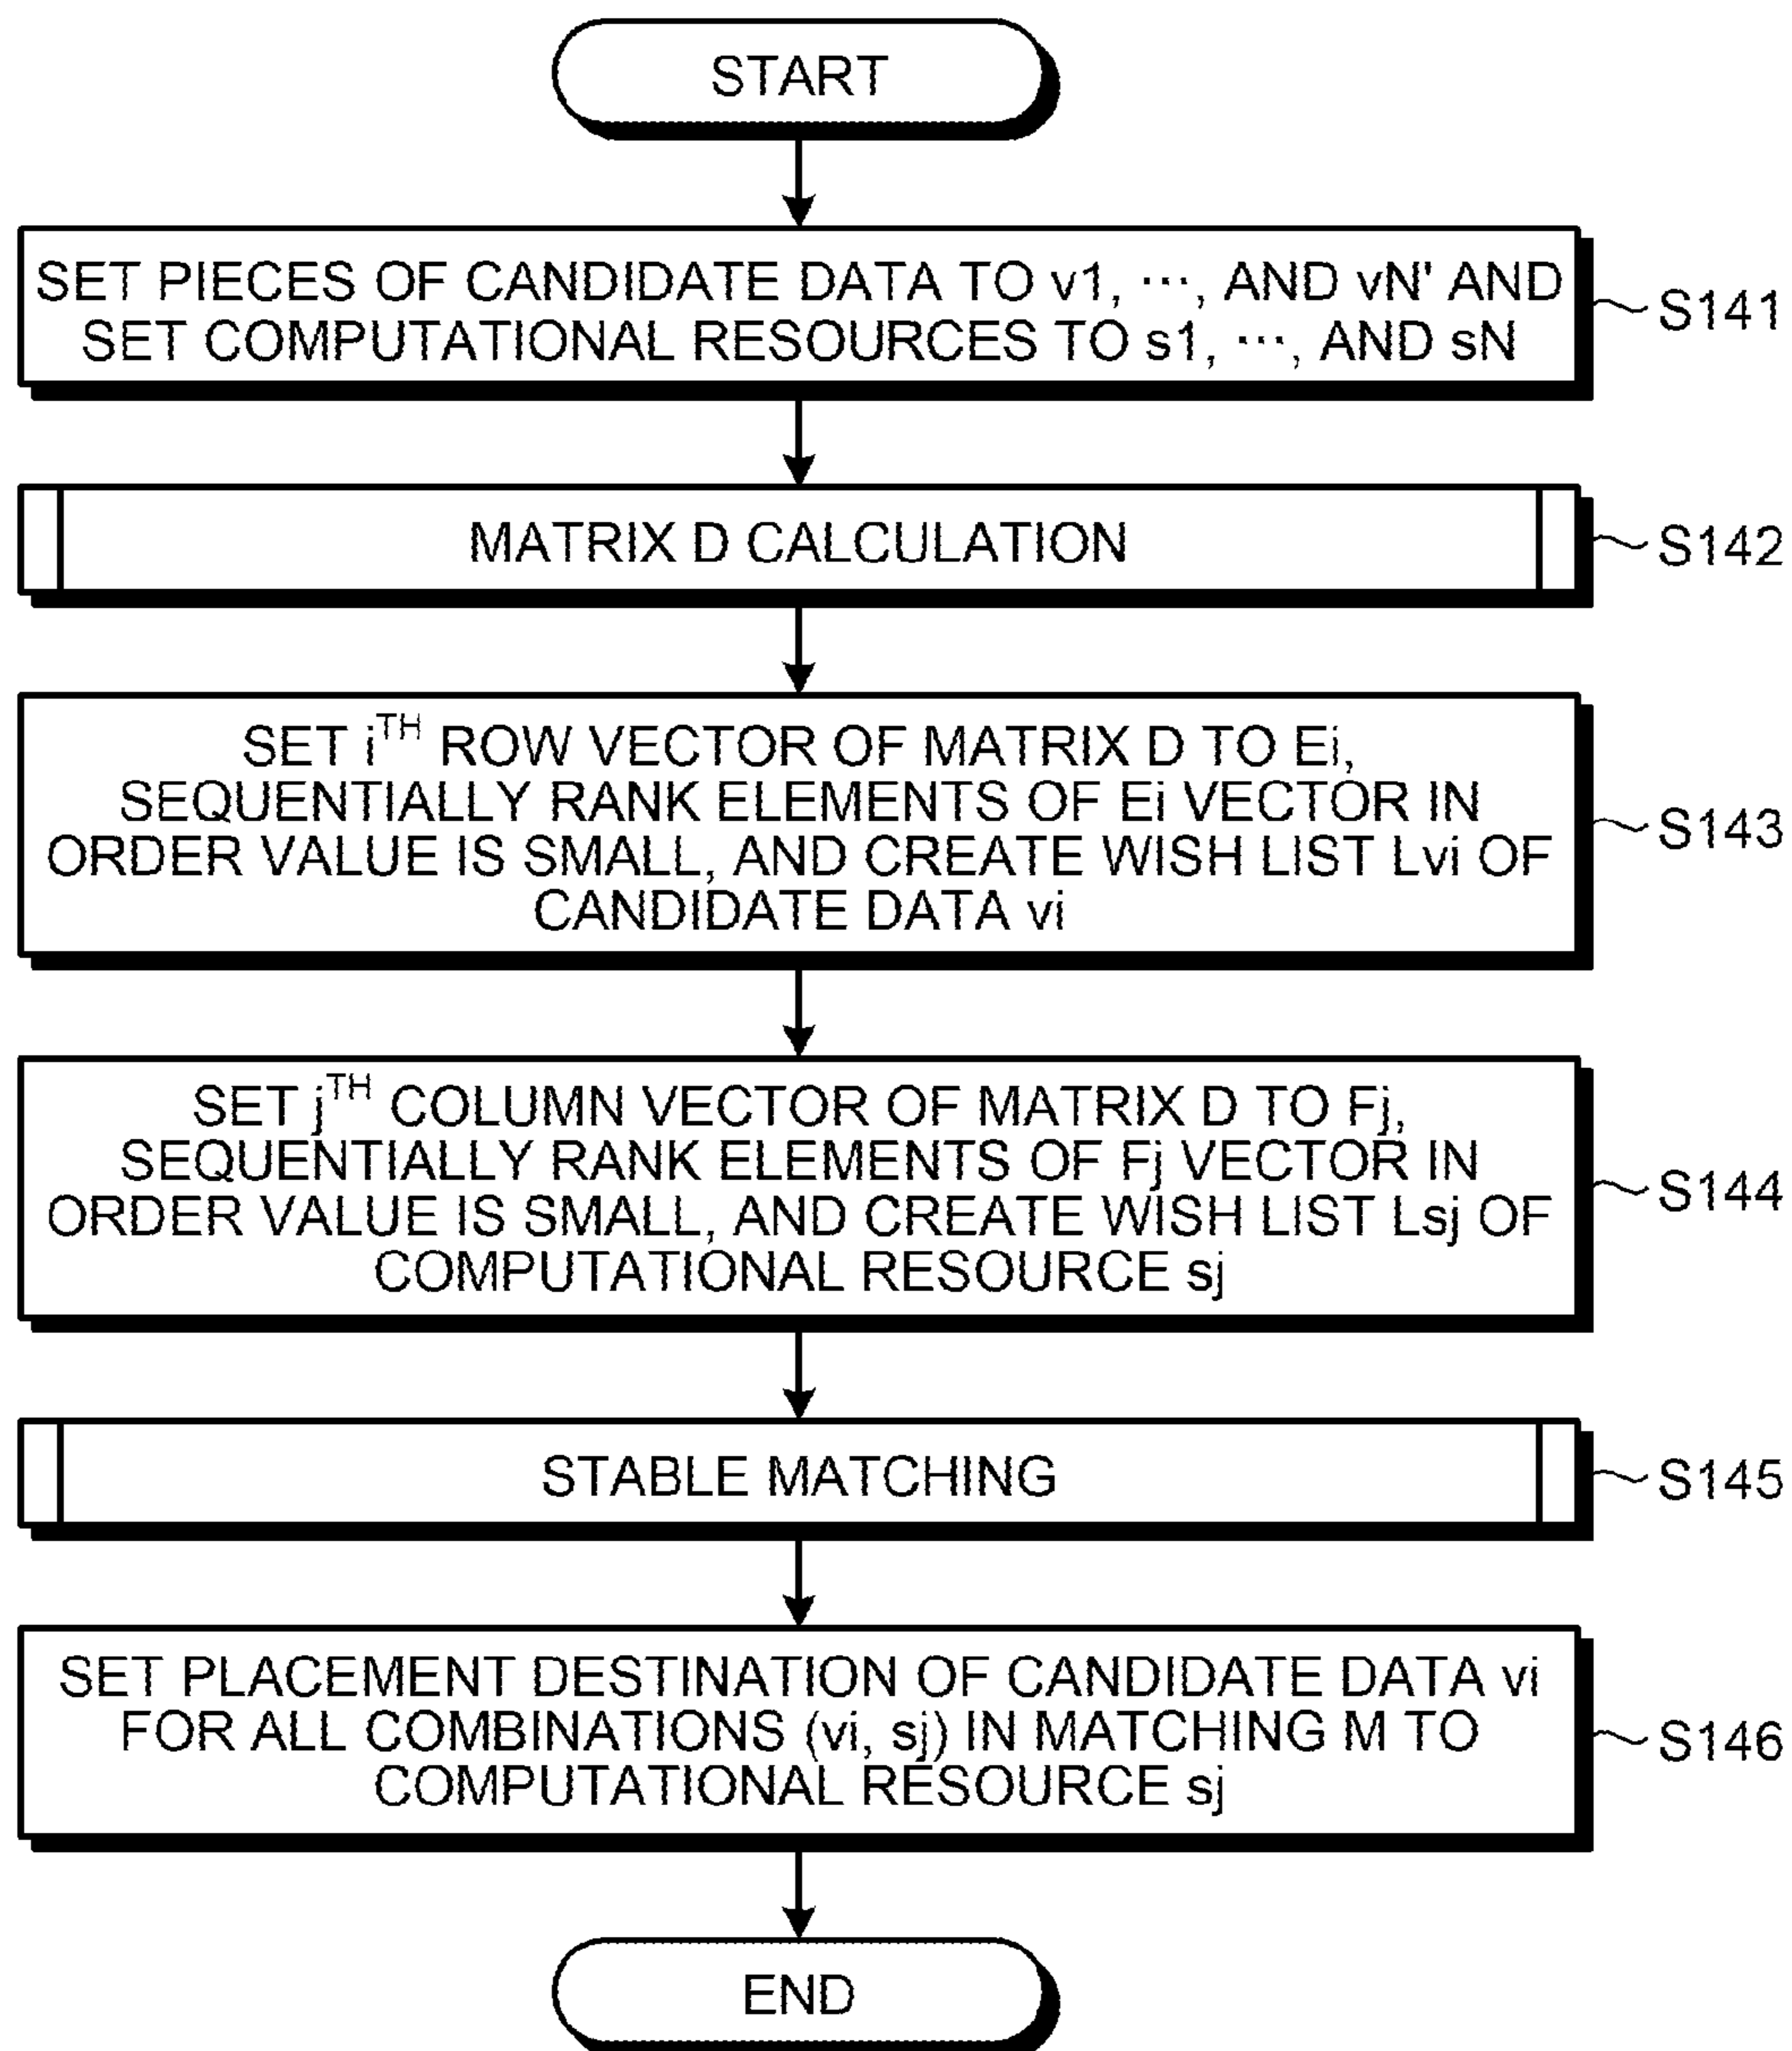 START
SET PIECES OF CANDIDATE DATA TO v1, ···, AND vN' AND
SET COMPUTATIONAL RESOURCES TO s1, ···, AND sN
S141
MATRIX D CALCULATION
S142
SET iTH ROW VECTOR OF MATRIX D TO Ei,
SEQUENTIALLY RANK ELEMENTS OF Ei VECTOR IN
ORDER VALUE IS SMALL, AND CREATE WISH LIST Lvi OF
CANDIDATE DATA vi
S143
SET jTH COLUMN VECTOR OF MATRIX D TO Fj,
SEQUENTIALLY RANK ELEMENTS OF Fj VECTOR IN
ORDER VALUE IS SMALL, AND CREATE WISH LIST Lsj OF
COMPUTATIONAL RESOURCE sj
S144
STABLE MATCHING
S145
SET PLACEMENT DESTINATION OF CANDIDATE DATA vi
FOR ALL COMBINATIONS (vi, sj) IN MATCHING M TO
COMPUTATIONAL RESOURCE sj
S146
END